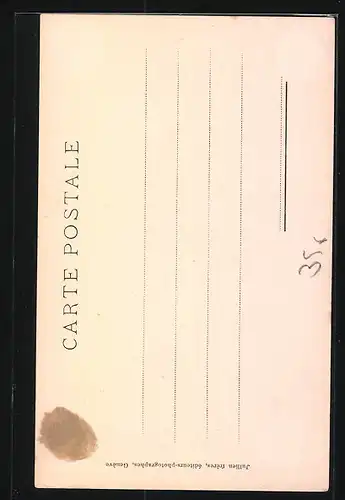 CARTE POSTALE
Jullien frères, éditeurs-photographes, Genève
35€